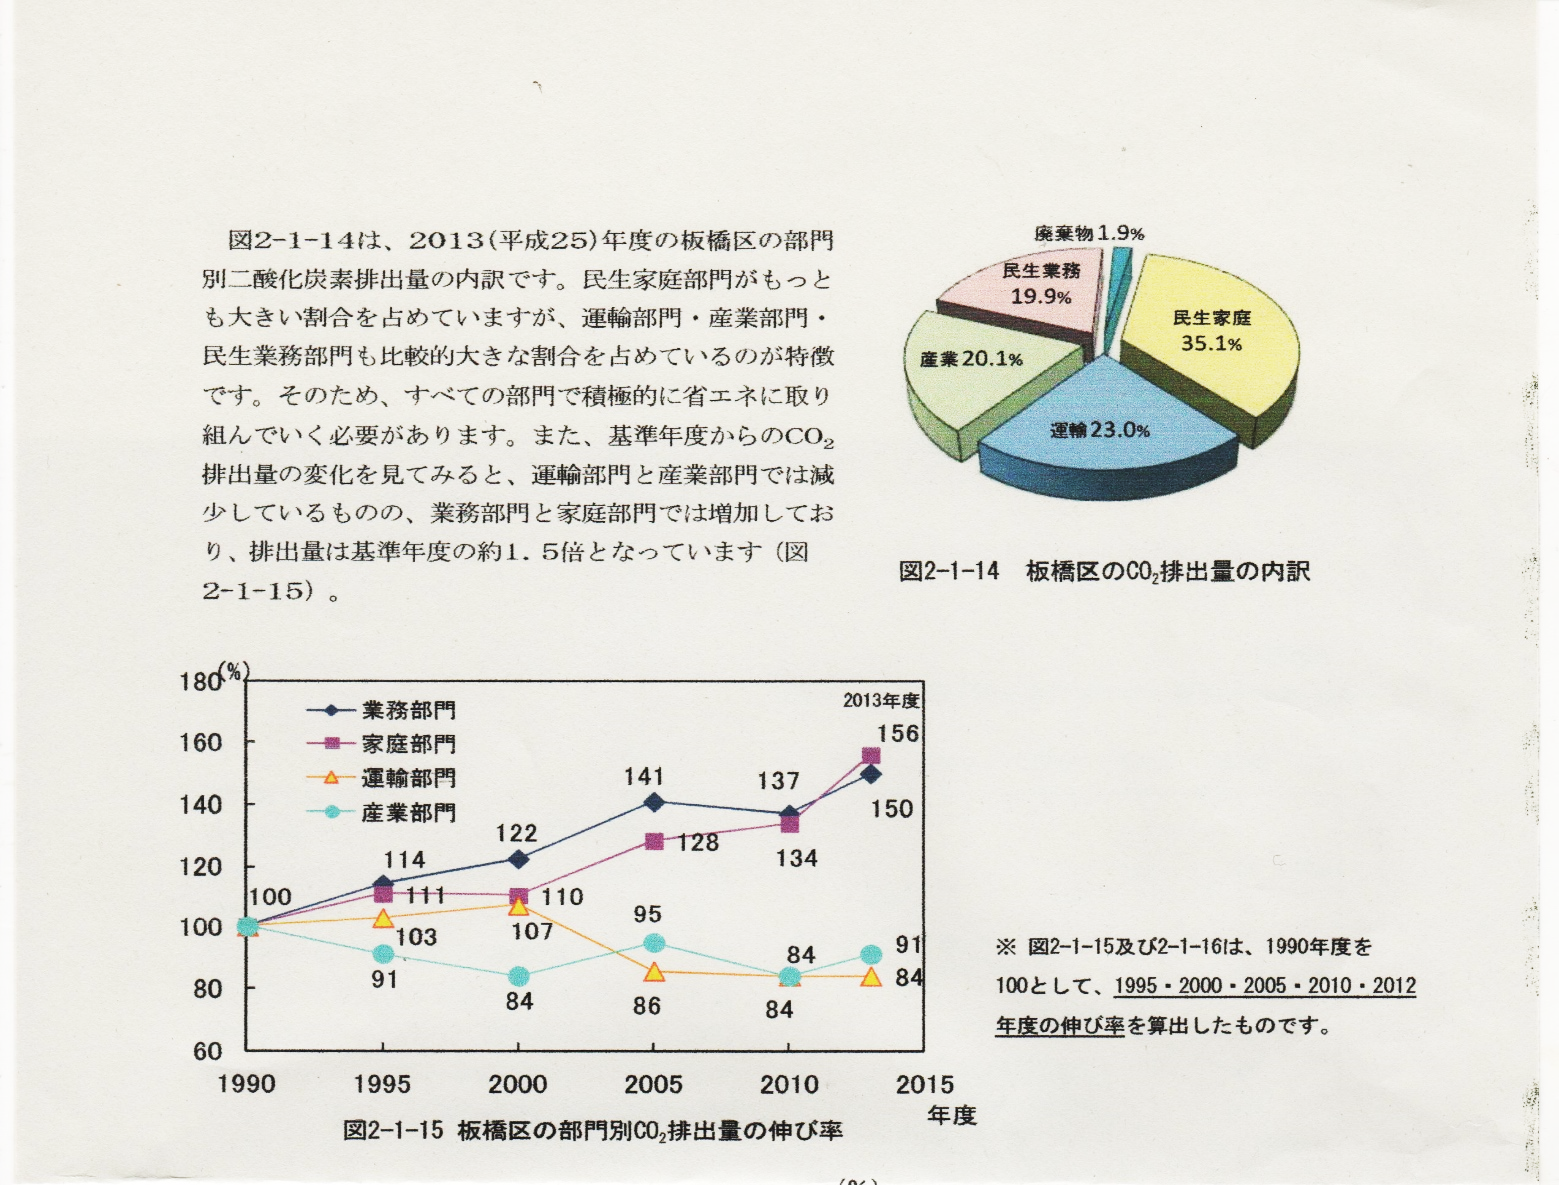 図2-1-14は、2013(平成25)年度の板橋区の部門
別二酸化炭素排出量の内訳です。民生家庭部門がもっと
も大きい割合を占めていますが、運輸部門・産業部門・
民生業務部門も比較的大きな割合を占めているのが特徴
です。そのため、すべての部門で積極的に省エネに取り
組んでいく必要があります。また、基準年度からのCO₂
排出量の変化を見てみると、運輸部門と産業部門では減
少しているものの、業務部門と家庭部門では増加してお
り、排出量は基準年度の約1.5倍となっています（図
2-1-15）。
廃棄物1.9%
民生業務
19.9%
民生家庭
35.1%
産業20.1%
運輸23.0%
図2-1-14 板橋区のCO₂排出量の内訳
(%)
180
160
140
120
100
80
60
業務部門
家庭部門
運輸部門
産業部門
2013年度
156
150
141
137
122
128
134
114
111
110
100
103
107
95
91
84
86
84
84
91
84
1990
1995
2000
2005
2010
2015
年度
図2-1-15 板橋区の部門別CO₂排出量の伸び率
※ 図2-1-15及び2-1-16は、1990年度を
100として、1995・2000・2005・2010・2012
年度の伸び率を算出したものです。